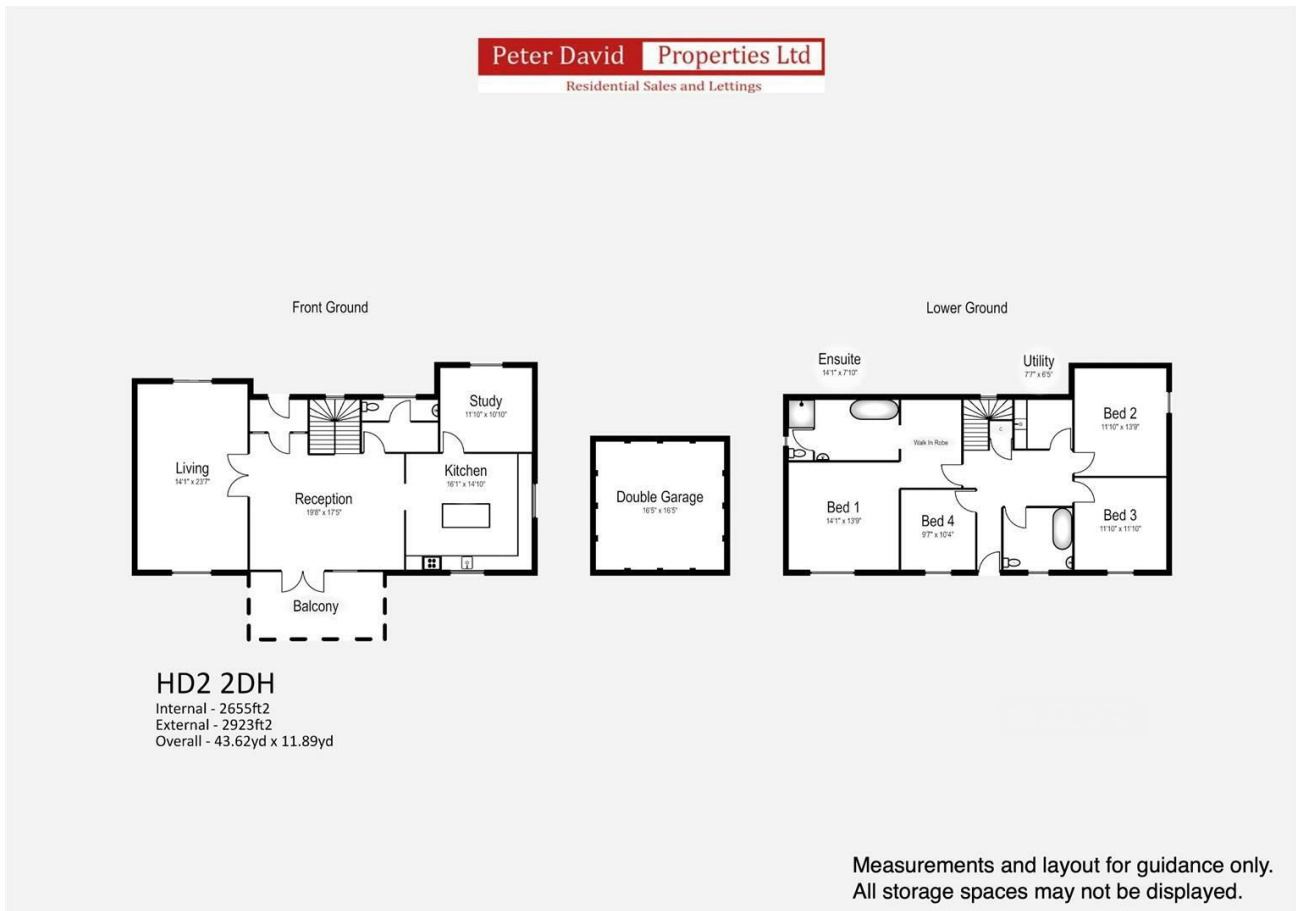 Peter David Properties Ltd
Residential Sales and Lettings
Front Ground
Lower Ground
Living
14'1" x 23'7"
Reception
19'8" x 17'5"
Study
11'10" x 10'10"
Kitchen
16'1" x 14'10"
Balcony
Double Garage
16'5" x 16'5"
Ensuite
14'1" x 7'10"
Utility
7'7" x 6'5"
Walk In Robe
Bed 2
11'10" x 13'9"
Bed 1
14'1" x 13'9"
Bed 4
9'7" x 10'4"
Bed 3
11'10" x 11'10"
C
HD2 2DH
Internal - 2655ft2
External - 2923ft2
Overall - 43.62yd x 11.89yd
Measurements and layout for guidance only.
All storage spaces may not be displayed.